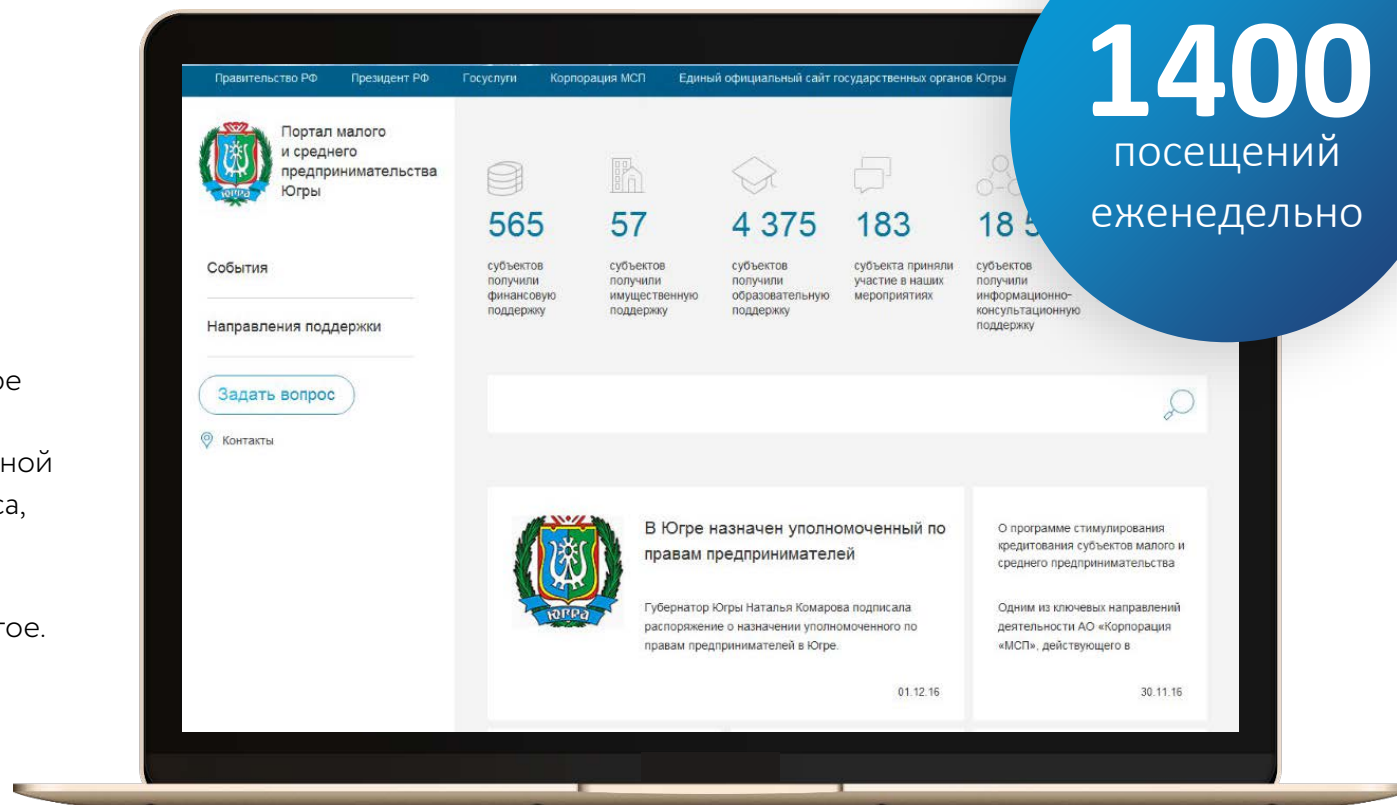 1400
посещений
еженедельно
Правительство РФ Президент РФ Госуслуги Корпорация МСП Единый официальный сайт государственных органов Югры
Портал малого
и среднего
предпринимательства
Югры
ЮГРА
События
Направления поддержки
Задать вопрос
Контакты
565
субъектов
получили
финансовую
поддержку
57
субъектов
получили
имущественную
поддержку
4 375
субъектов
получили
образовательную
поддержку
183
субъекта приняли
участие в наших
мероприятиях
18
субъектов
получили
информационно-
консультационную
поддержку
ЮГРА
В Югре назначен уполномоченный по
правам предпринимателей
Губернатор Югры Наталья Комарова подписала
распоряжение о назначении уполномоченного по
правам предпринимателей в Югре.
01.12.16
О программе стимулирования
кредитования субъектов малого и
среднего предпринимательства
Одним из ключевых направлений
деятельности АО «Корпорация
«МСП», действующего в
30.11.16